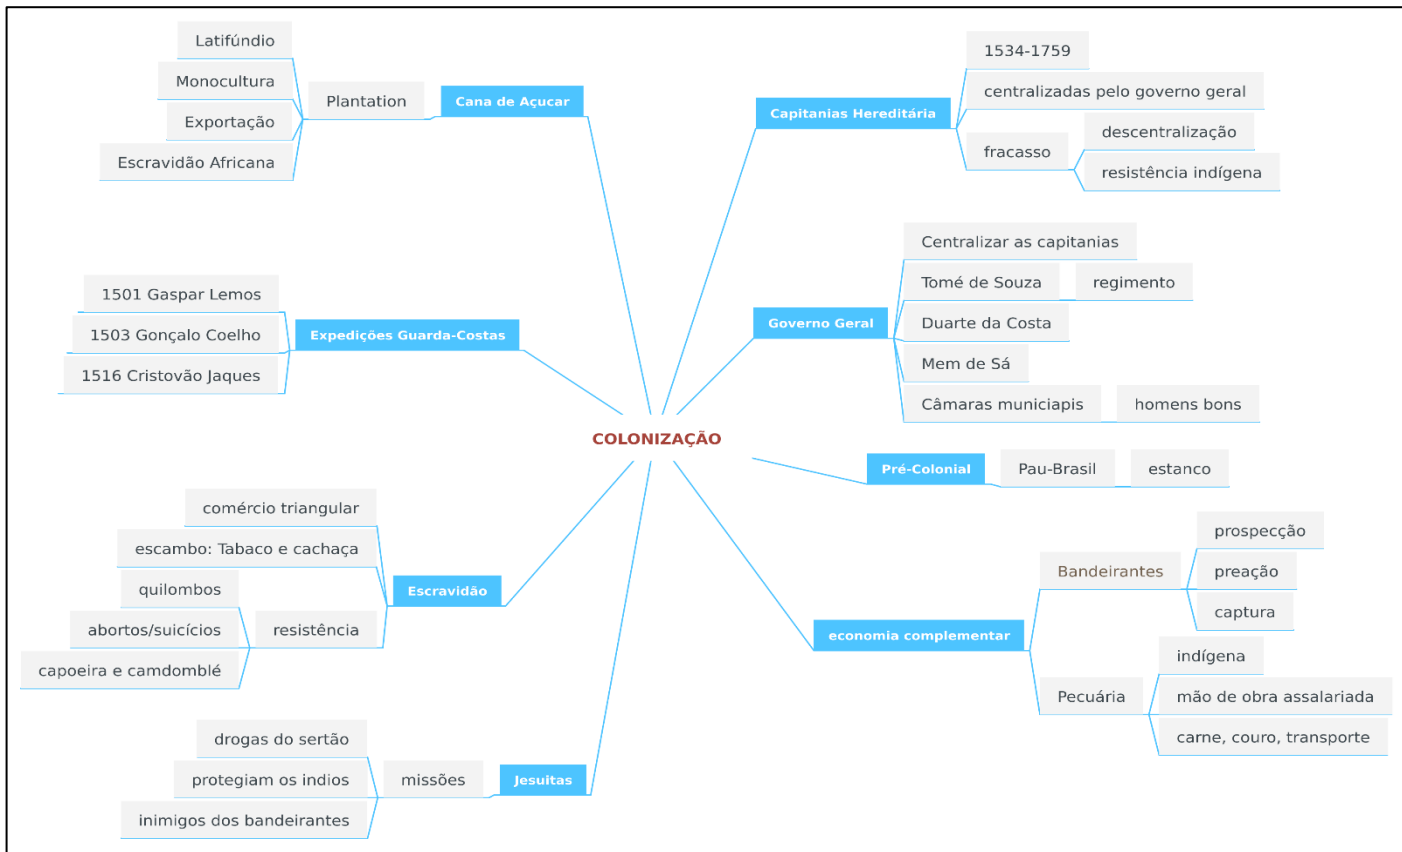 COLONIZAÇÃO
Cana de Açucar
Plantation
Latifúndio
Monocultura
Exportação
Escravidão Africana
Expedições Guarda-Costas
1501 Gaspar Lemos
1503 Gonçalo Coelho
1516 Cristovão Jaques
Escravidão
comércio triangular
escambo: Tabaco e cachaça
resistência
quilombos
abortos/suicícios
capoeira e camdomblé
Jesuitas
missões
drogas do sertão
protegiam os indios
inimigos dos bandeirantes
Capitanias Hereditária
1534-1759
centralizadas pelo governo geral
fracasso
descentralização
resistência indígena
Governo Geral
Centralizar as capitanias
Tomé de Souza
regimento
Duarte da Costa
Mem de Sá
Câmaras municiapis
homens bons
Pré-Colonial
Pau-Brasil
estanco
economia complementar
Bandeirantes
prospecção
preação
captura
Pecuária
indígena
mão de obra assalariada
carne, couro, transporte